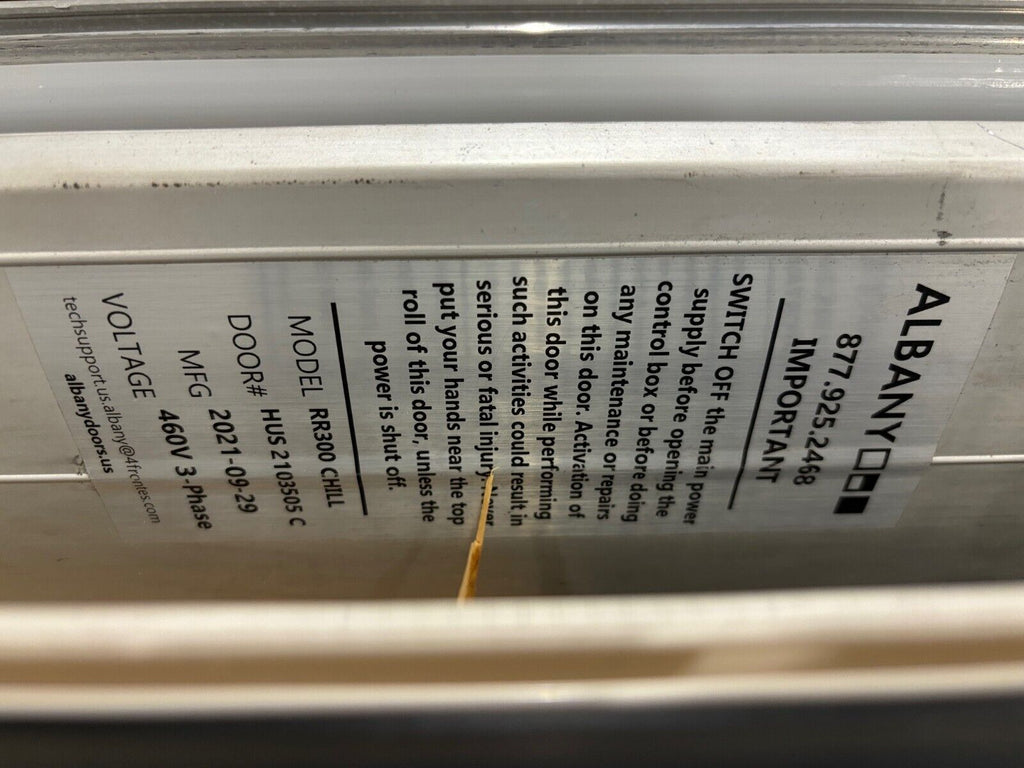 ALBANY
877.925.2468
IMPORTANT
SWITCH OFF the main power
supply before opening the
control box or before doing
any maintenance or repairs
on this door. Activation of
this door while performing
such activities could result in
serious or fatal injury. Never
put your hands near the top
roll of this door, unless the
power is shut off.
MODEL RR300 CHILL
DOOR# HUS 2103505 C
MFG 2021-09-29
VOLTAGE 460V 3-Phase
techsupport.us.albany@4frontes.com
albanydoors.us